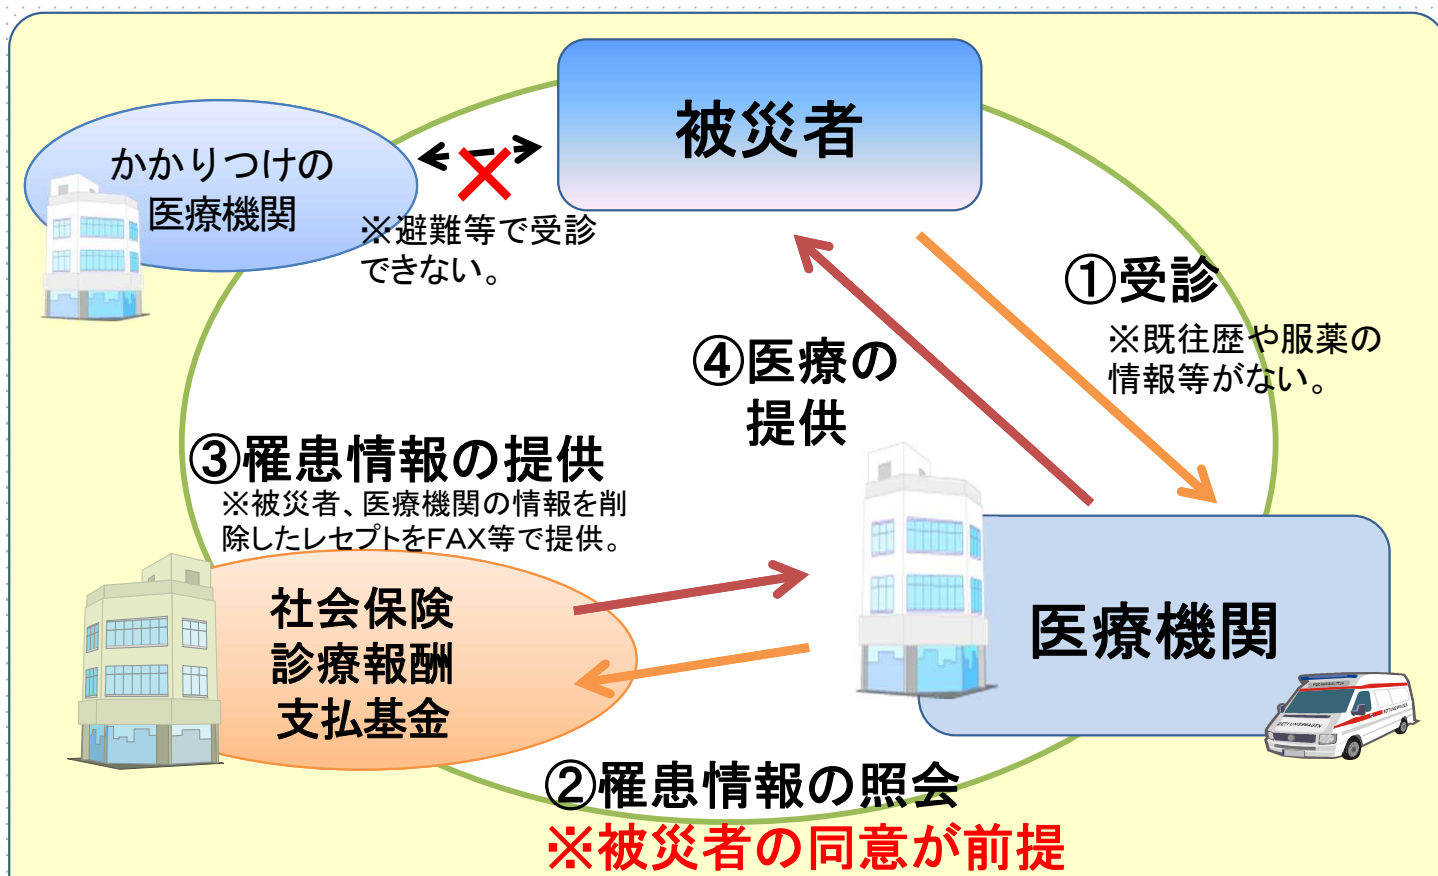 被災者
かかりつけの
医療機関
※避難等で受診
できない。
①受診
※既往歴や服薬の
情報等がない。
④医療の
提供
③罹患情報の提供
※被災者、医療機関の情報を削
除したレセプトをFAX等で提供。
社会保険
診療報酬
支払基金
医療機関
②罹患情報の照会
※被災者の同意が前提